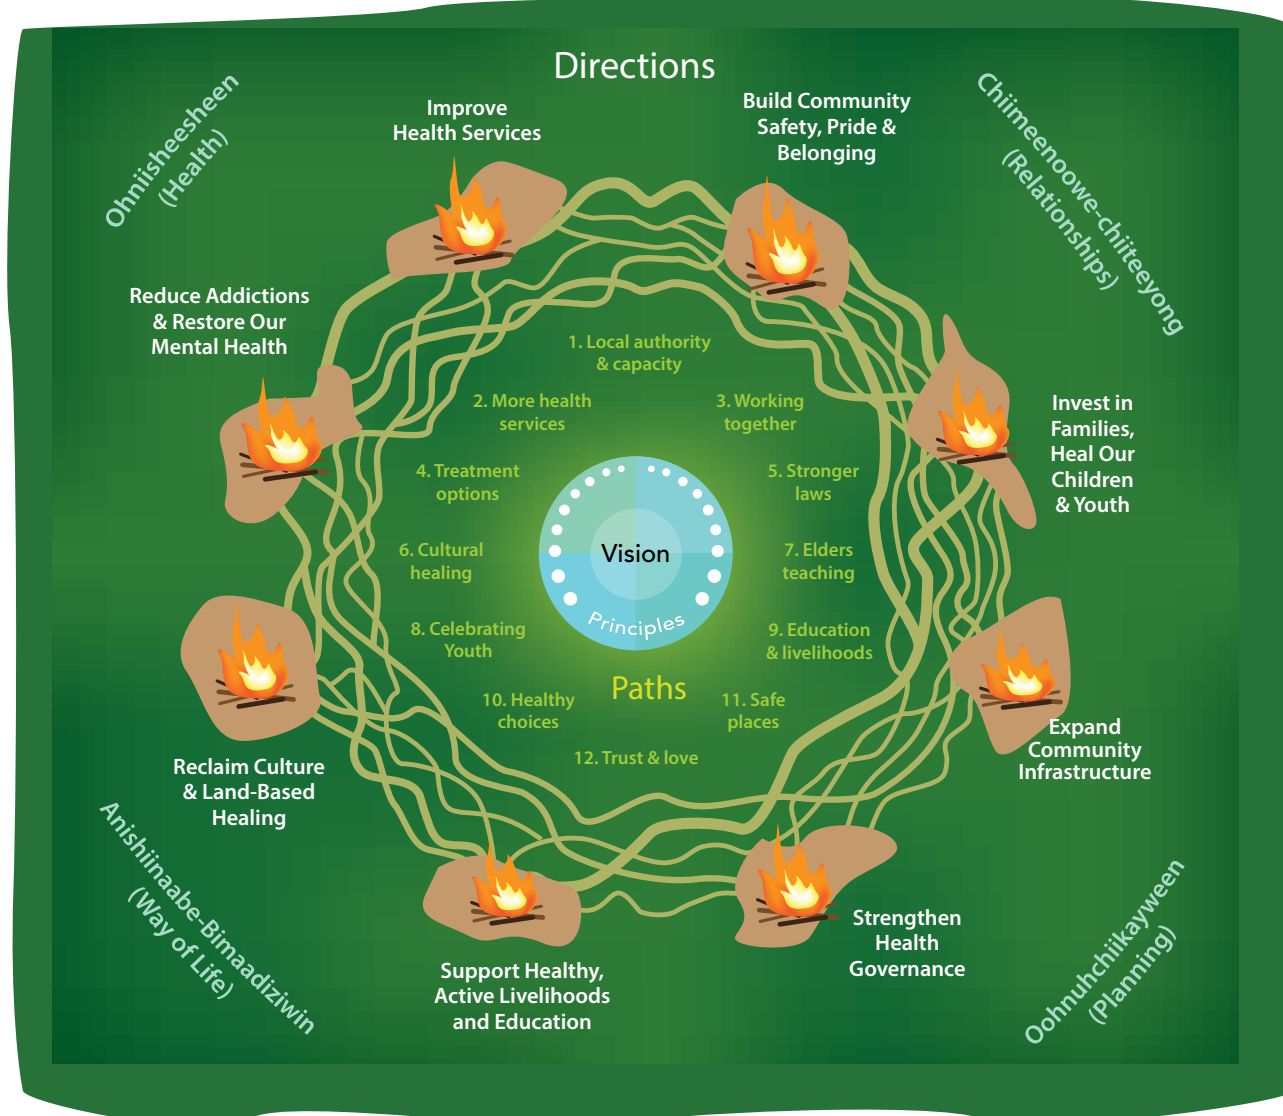 Directions
Improve
Health Services
Build Community
Safety, Pride &
Belonging
Ohniisheesheen
(Health)
Chiimeenoowe-chiiteeyong
(Relationships)
Reduce Addictions
& Restore Our
Mental Health
Invest in
Families,
Heal Our
Children
& Youth
1. Local authority
& capacity
2. More health
services
3. Working
together
4. Treatment
options
5. Stronger
laws
6. Cultural
healing
Vision
7. Elders
teaching
Principles
8. Celebrating
Youth
9. Education
& livelihoods
Paths
10. Healthy
choices
11. Safe
places
12. Trust & love
Expand
Community
Infrastructure
Reclaim Culture
& Land-Based
Healing
Anishiinaabe-Bimaadiziwin
(Way of Life)
Support Healthy,
Active Livelihoods
and Education
Strengthen
Health
Governance
Oohnuhchiikayween
(Planning)